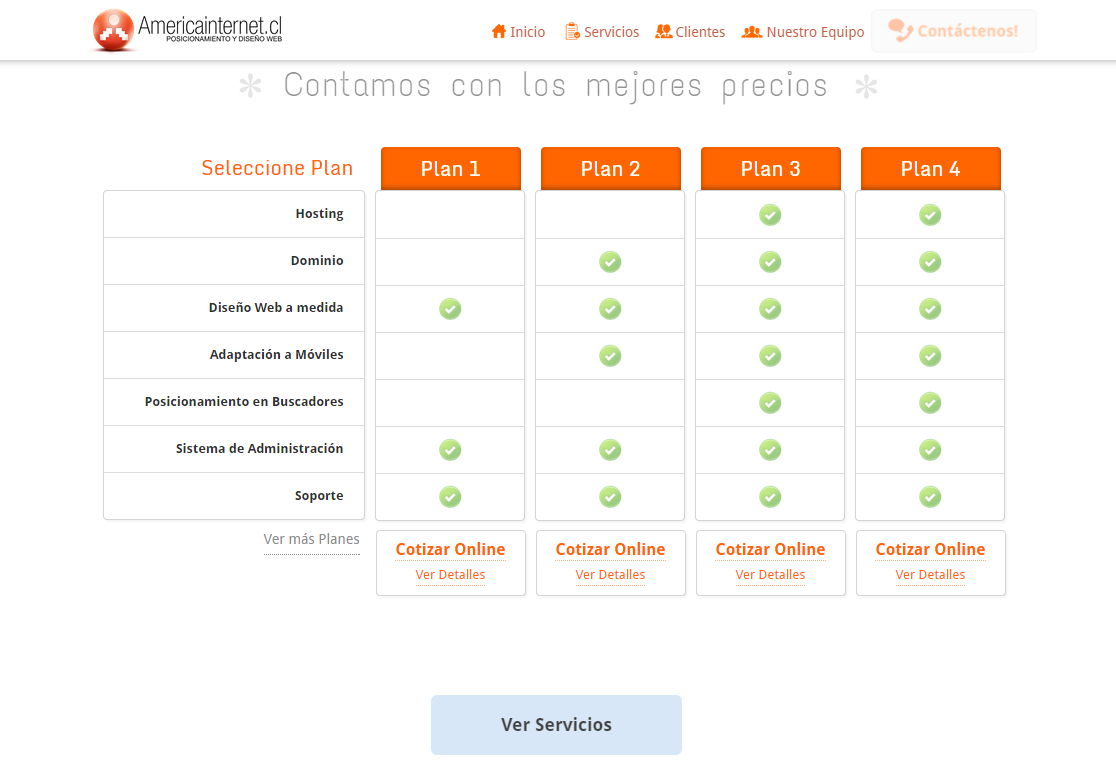 Americainternet.cl
POSICIONAMIENTO Y DISEÑO WEB
Inicio
Servicios
Clientes
Nuestro Equipo
Contáctenos!
Contamos con los mejores precios
Seleccione Plan
Plan 1
Plan 2
Plan 3
Plan 4
Hosting
Dominio
Diseño Web a medida
Adaptación a Móviles
Posicionamiento en Buscadores
Sistema de Administración
Soporte
Ver más Planes
Cotizar Online
Ver Detalles
Cotizar Online
Ver Detalles
Cotizar Online
Ver Detalles
Cotizar Online
Ver Detalles
Ver Servicios